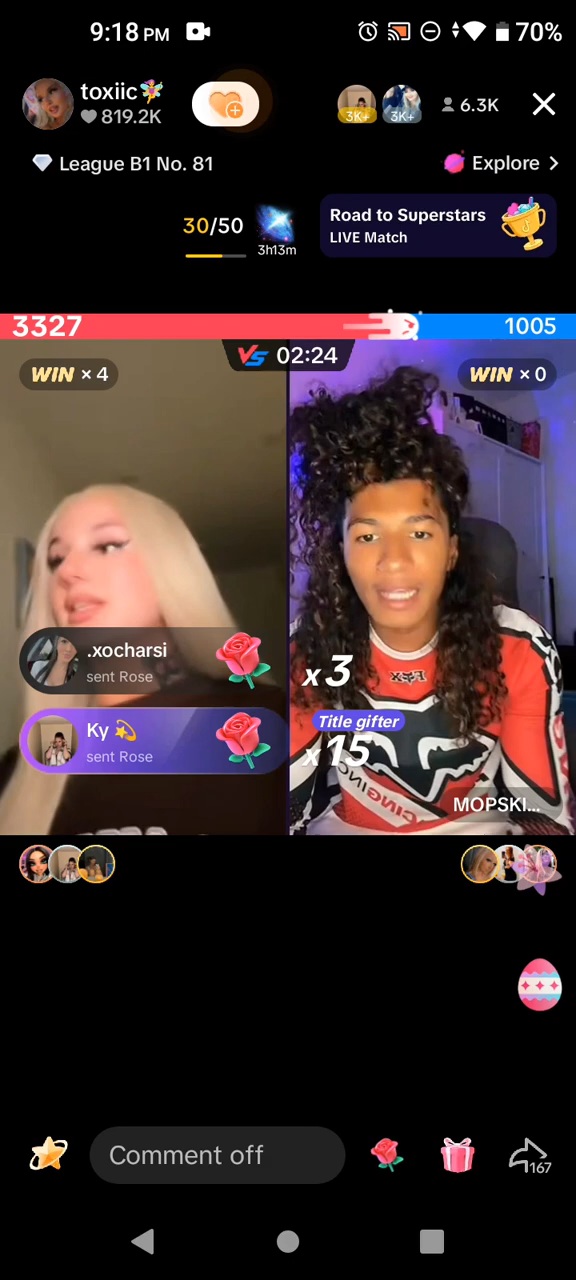 9:18 PM
70%
toxiic🧚
819.2K
3K+
3K+
6.3K
League B1 No. 81
Explore >
30/50
3h13m
Road to Superstars
LIVE Match
3327
1005
VS 02:24
WIN × 4
WIN × 0
.xocharsi
sent Rose
x3
Title gifter
Ky 💫
sent Rose
x15
MOPSKI...
Comment off
167